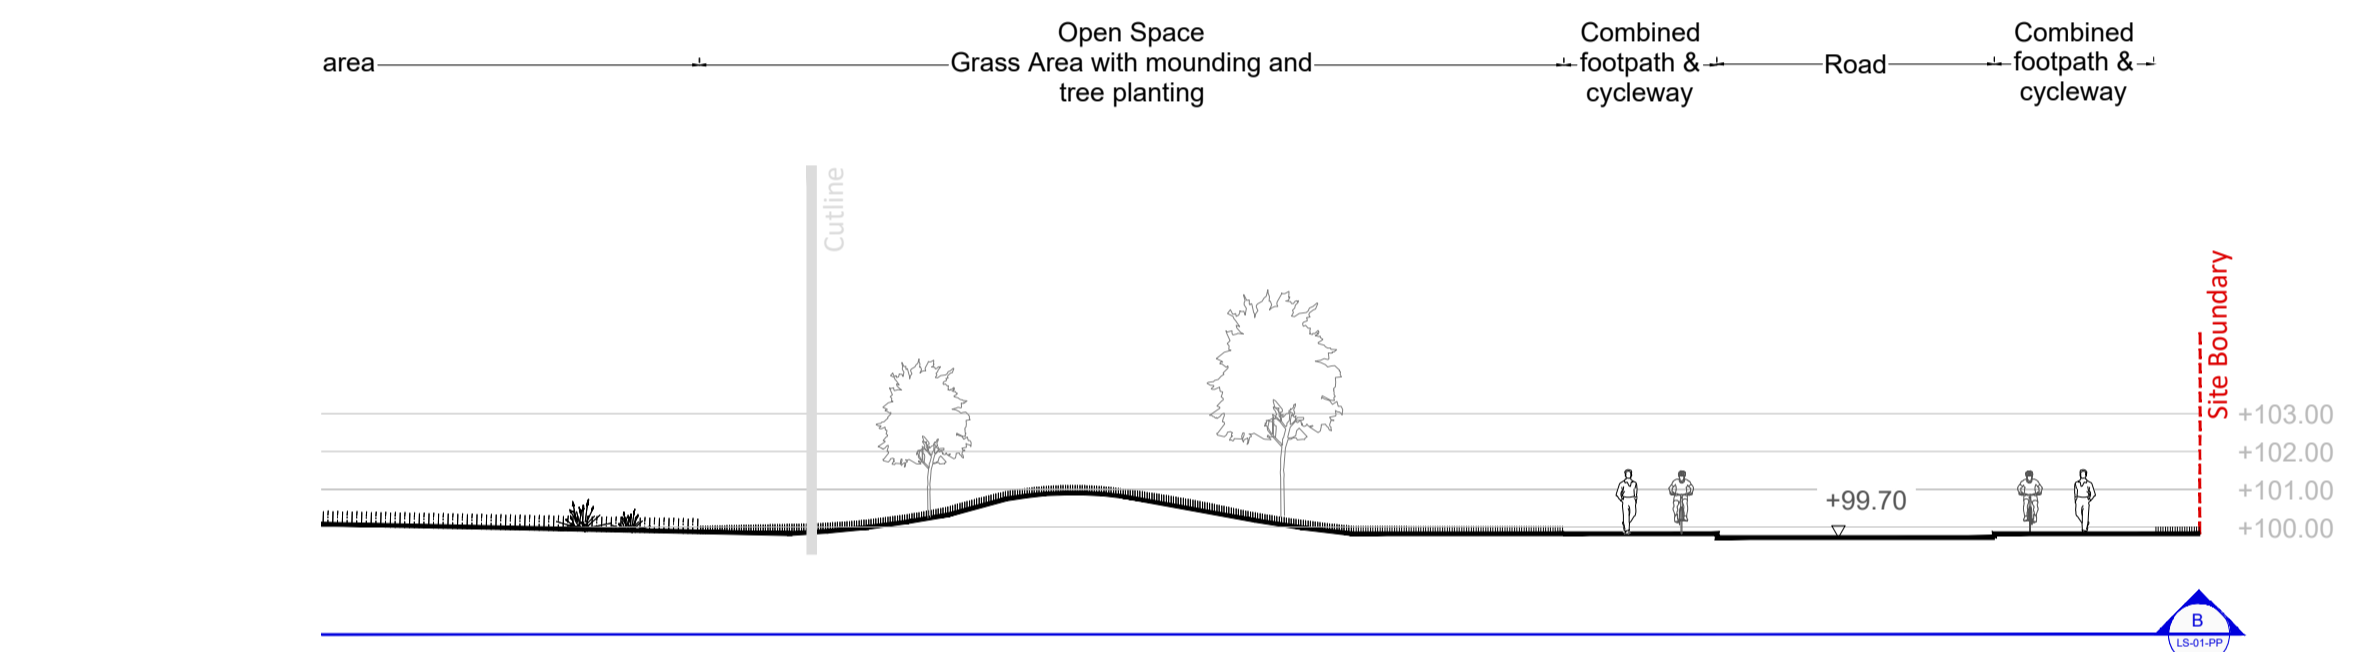 area
Open Space
Grass Area with mounding and
tree planting
Combined
footpath &
cycleway
Road
Combined
footpath &
cycleway
Cutline
Site Boundary
+103.00
+102.00
+101.00
+100.00
+99.70
B
LS-01-PP